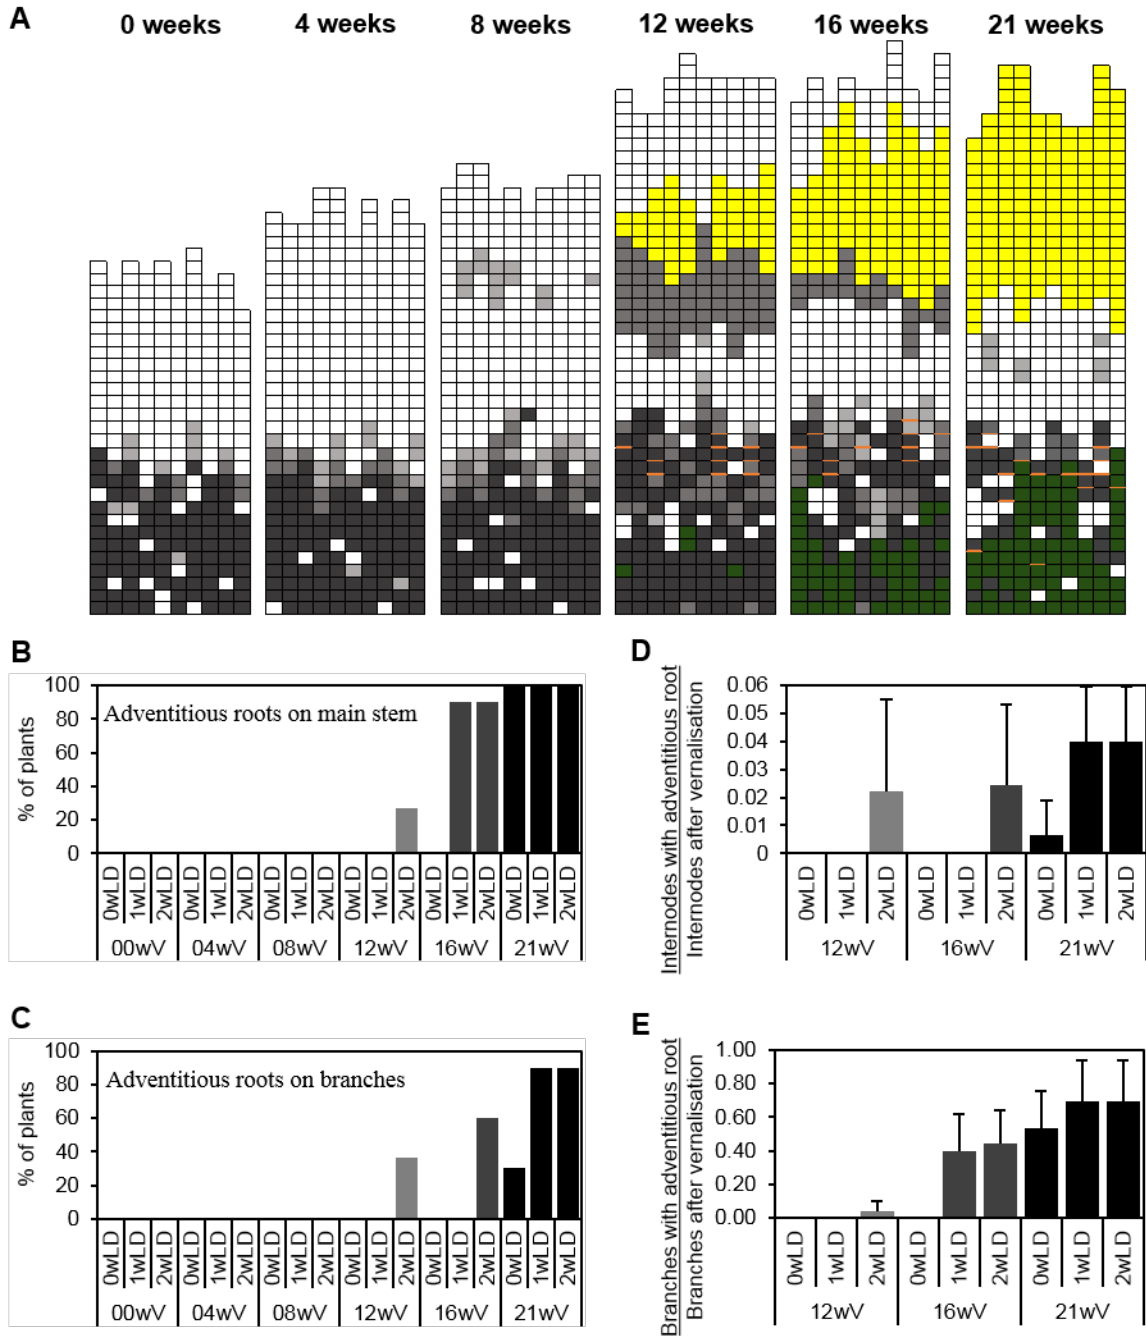 A
0 weeks 4 weeks 8 weeks 12 weeks 16 weeks 21 weeks
B
100
80
60
40
20
0
% of plants
Adventitious roots on main stem
0wLD 1wLD 2wLD 0wLD 1wLD 2wLD 0wLD 1wLD 2wLD 0wLD 1wLD 2wLD 0wLD 1wLD 2wLD 0wLD 1wLD 2wLD
00wV 04wV 08wV 12wV 16wV 21wV
D
Internodes with adventitious root
Internodes after vernalisation
0.06
0.05
0.04
0.03
0.02
0.01
0
0wLD 1wLD 2wLD 0wLD 1wLD 2wLD 0wLD 1wLD 2wLD
12wV 16wV 21wV
C
100
80
60
40
20
0
% of plants
Adventitious roots on branches
0wLD 1wLD 2wLD 0wLD 1wLD 2wLD 0wLD 1wLD 2wLD 0wLD 1wLD 2wLD 0wLD 1wLD 2wLD 0wLD 1wLD 2wLD
00wV 04wV 08wV 12wV 16wV 21wV
E
Branches with adventitious root
Branches after vernalisation
1.00
0.80
0.60
0.40
0.20
0.00
0wLD 1wLD 2wLD 0wLD 1wLD 2wLD 0wLD 1wLD 2wLD
12wV 16wV 21wV